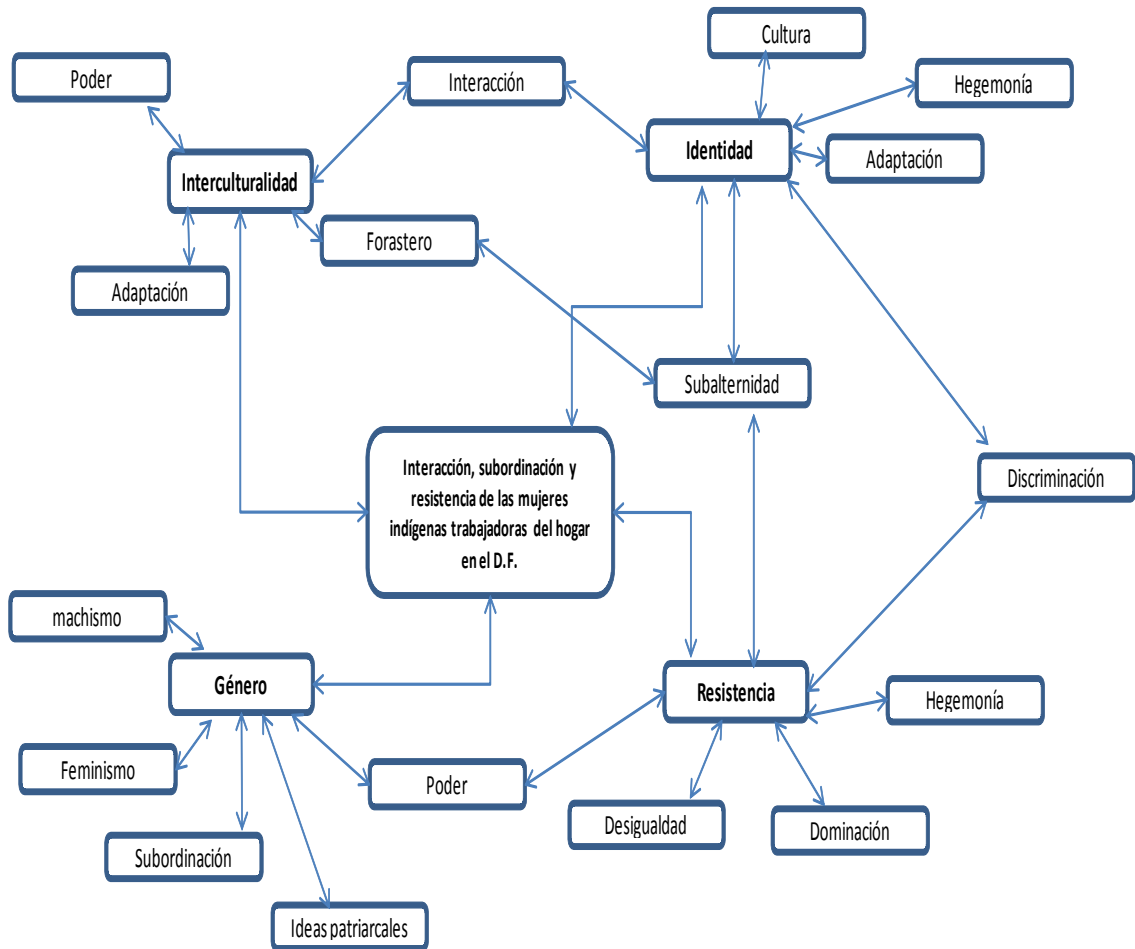 Cultura
Poder
Interacción
Hegemonía
Identidad
Adaptación
Interculturalidad
Forastero
Adaptación
Subalternidad
Interacción, subordinación y
resistencia de las mujeres
indígenas trabajadoras del hogar
en el D.F.
Discriminación
machismo
Género
Resistencia
Hegemonía
Feminismo
Poder
Desigualdad
Dominación
Subordinación
Ideas patriarcales